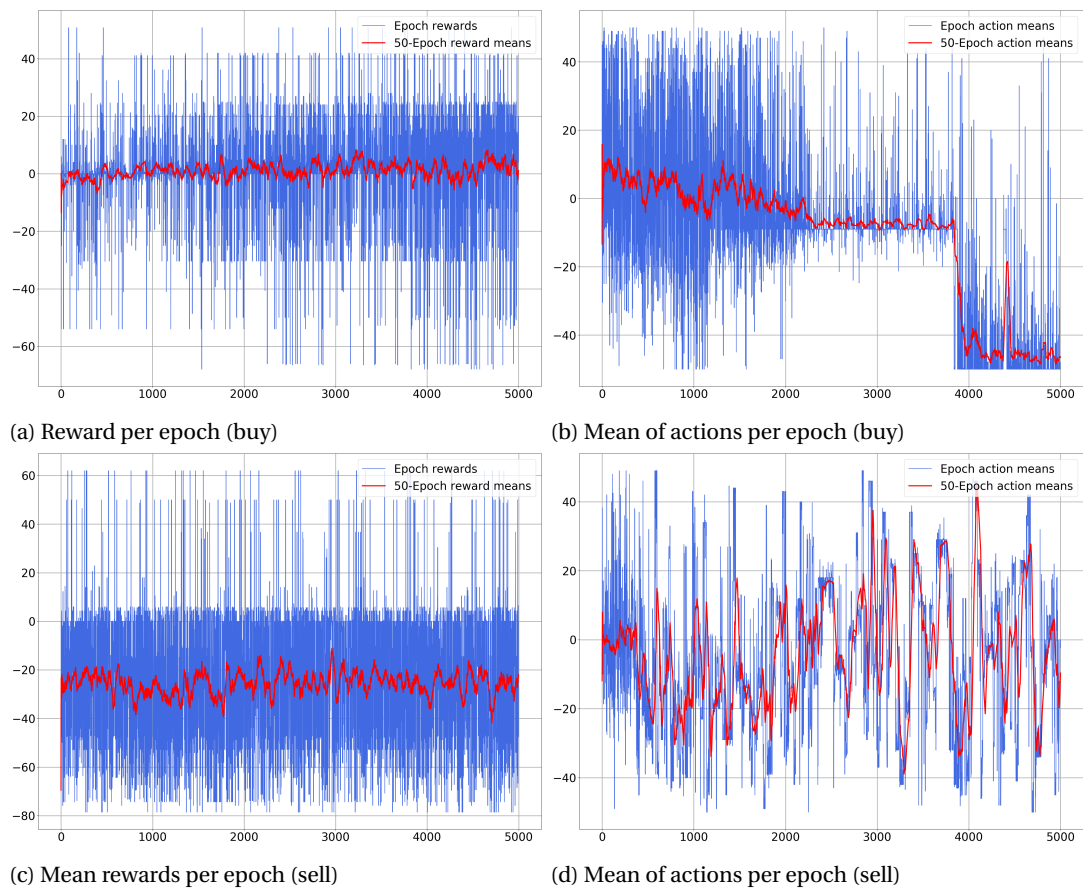 Epoch rewards
50-Epoch reward means
40
20
0
−20
−40
−60
0 1000 2000 3000 4000 5000
(a) Reward per epoch (buy)
Epoch action means
50-Epoch action means
40
20
0
−20
−40
0 1000 2000 3000 4000 5000
(b) Mean of actions per epoch (buy)
Epoch rewards
50-Epoch reward means
60
40
20
0
−20
−40
−60
−80
0 1000 2000 3000 4000 5000
(c) Mean rewards per epoch (sell)
Epoch action means
50-Epoch action means
40
20
0
−20
−40
0 1000 2000 3000 4000 5000
(d) Mean of actions per epoch (sell)